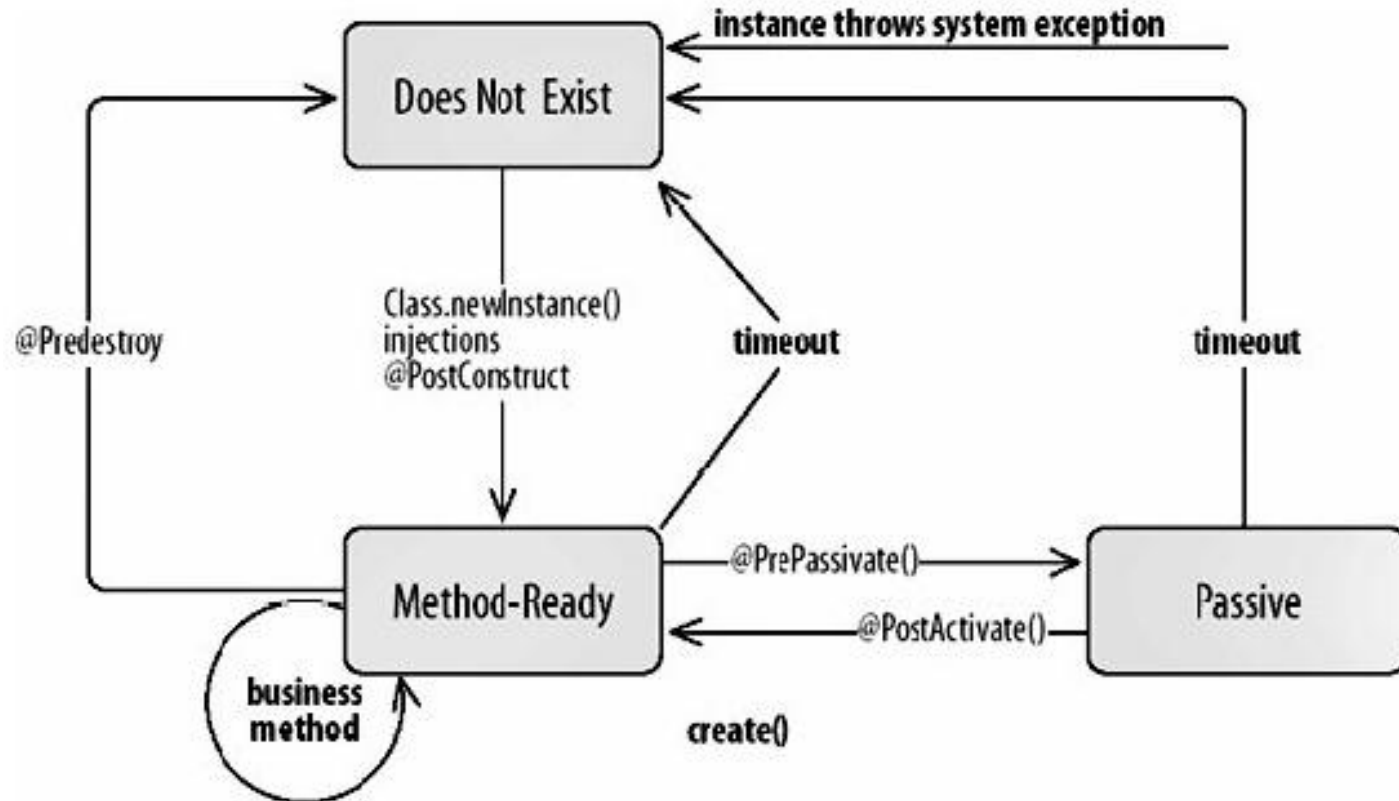 instance throws system exception
Does Not Exist
Class.newInstance()
injections
@PostConstruct
@Predestroy
timeout
timeout
Method-Ready
@PrePassivate()
@PostActivate()
Passive
business
method
create()